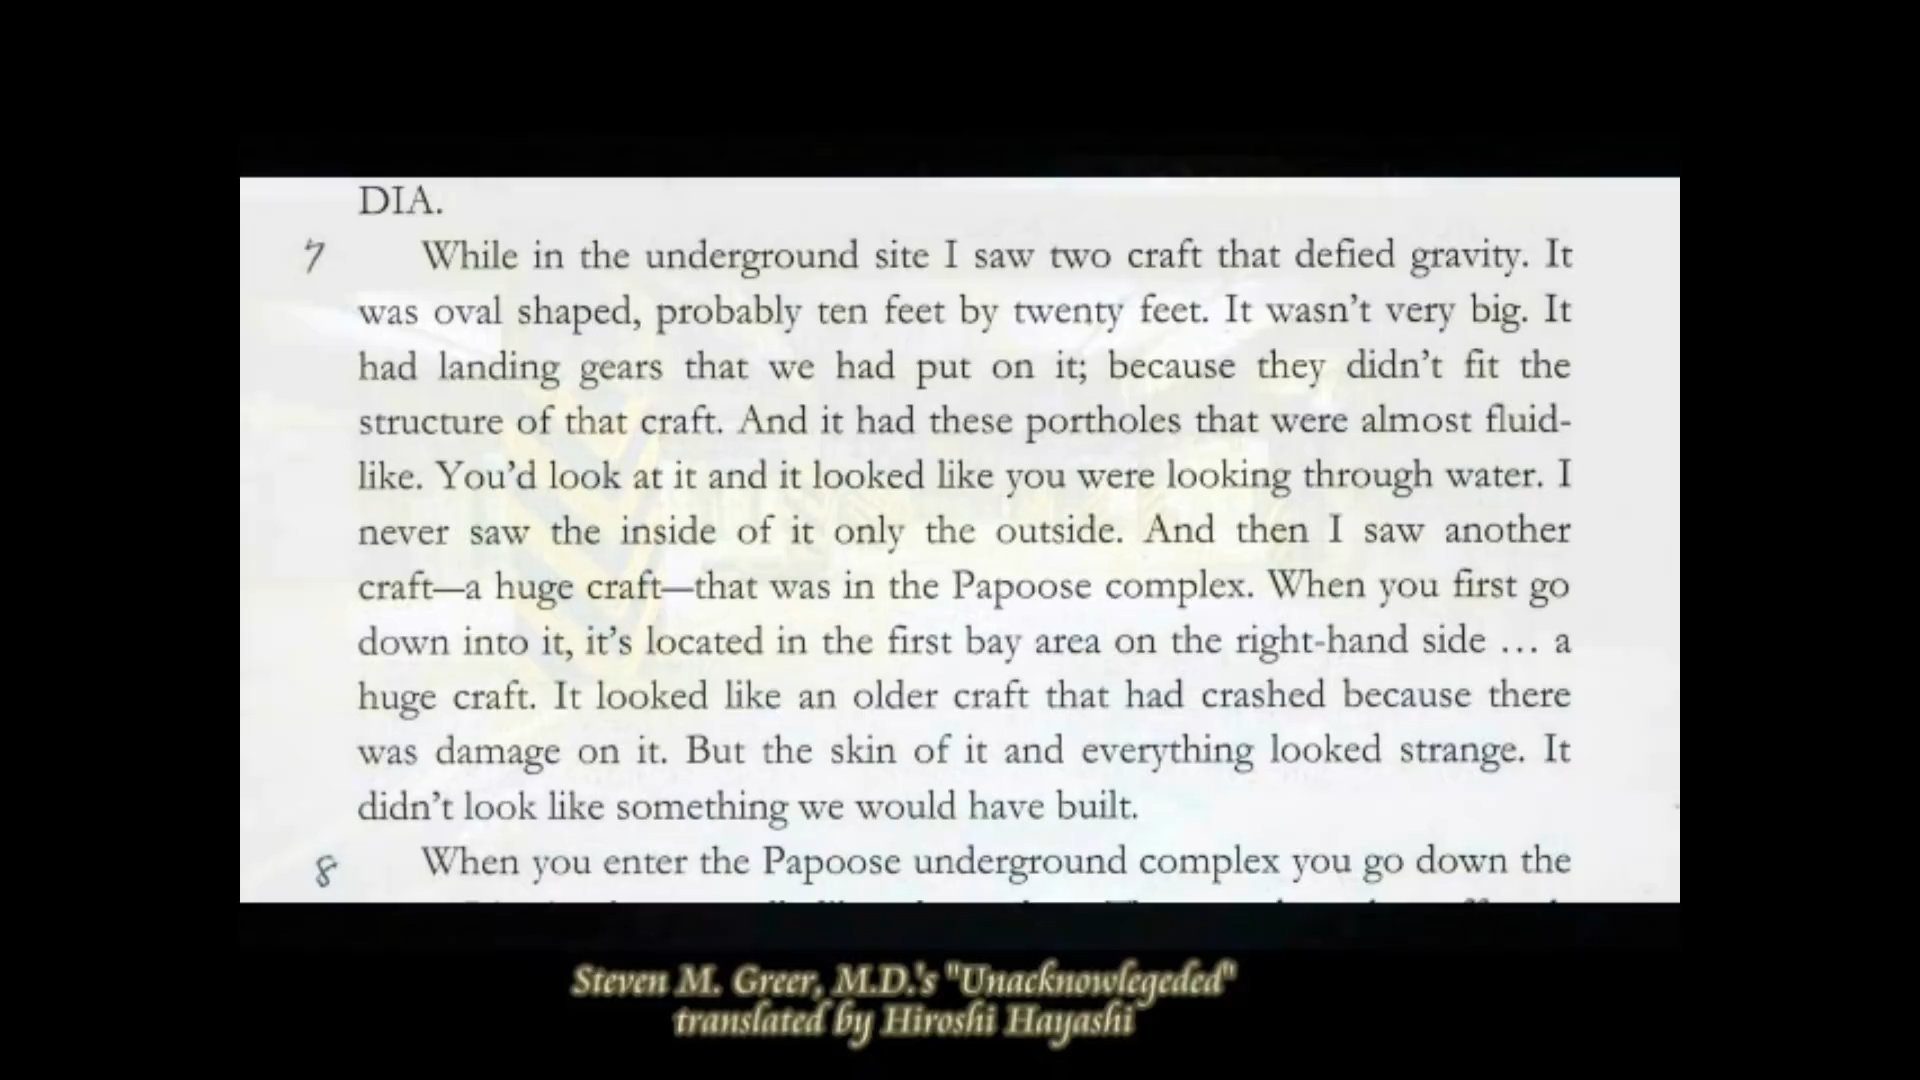 DIA.
7 While in the underground site I saw two craft that defied gravity. It
was oval shaped, probably ten feet by twenty feet. It wasn't very big. It
had landing gears that we had put on it; because they didn't fit the
structure of that craft. And it had these portholes that were almost fluid-
like. You'd look at it and it looked like you were looking through water. I
never saw the inside of it only the outside. And then I saw another
craft—a huge craft—that was in the Papoose complex. When you first go
down into it, it's located in the first bay area on the right-hand side … a
huge craft. It looked like an older craft that had crashed because there
was damage on it. But the skin of it and everything looked strange. It
didn't look like something we would have built.
8 When you enter the Papoose underground complex you go down the
Steven M. Greer, M.D.'s "Unacknowlegeded"
translated by Hiroshi Hayashi